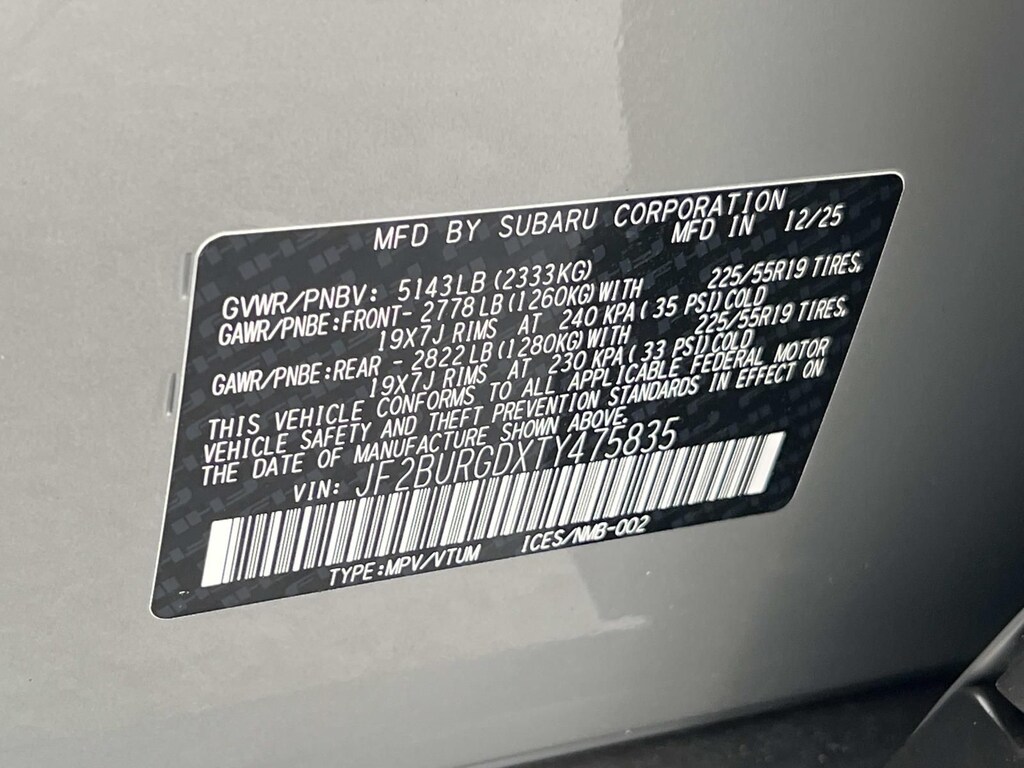 MFD BY SUBARU CORPORATION
MFD IN 12/25
GVWR/PNBV: 5143LB (2333KG)
GAWR/PNBE:FRONT- 2778LB(1260KG)WITH 225/55R19 TIRES,
19X7J RIMS AT 240 KPA(35 PSI)COLD
GAWR/PNBE:REAR - 2822LB(1280KG)WITH 225/55R19 TIRES,
19X7J RIMS AT 230 KPA(33 PSI)COLD
THIS VEHICLE CONFORMS TO ALL APPLICABLE FEDERAL MOTOR
VEHICLE SAFETY AND THEFT PREVENTION STANDARDS IN EFFECT ON
THE DATE OF MANUFACTURE SHOWN ABOVE.
VIN: JF2BURGDXTY475835
TYPE:MPV/VTUM ICES/NMB-002